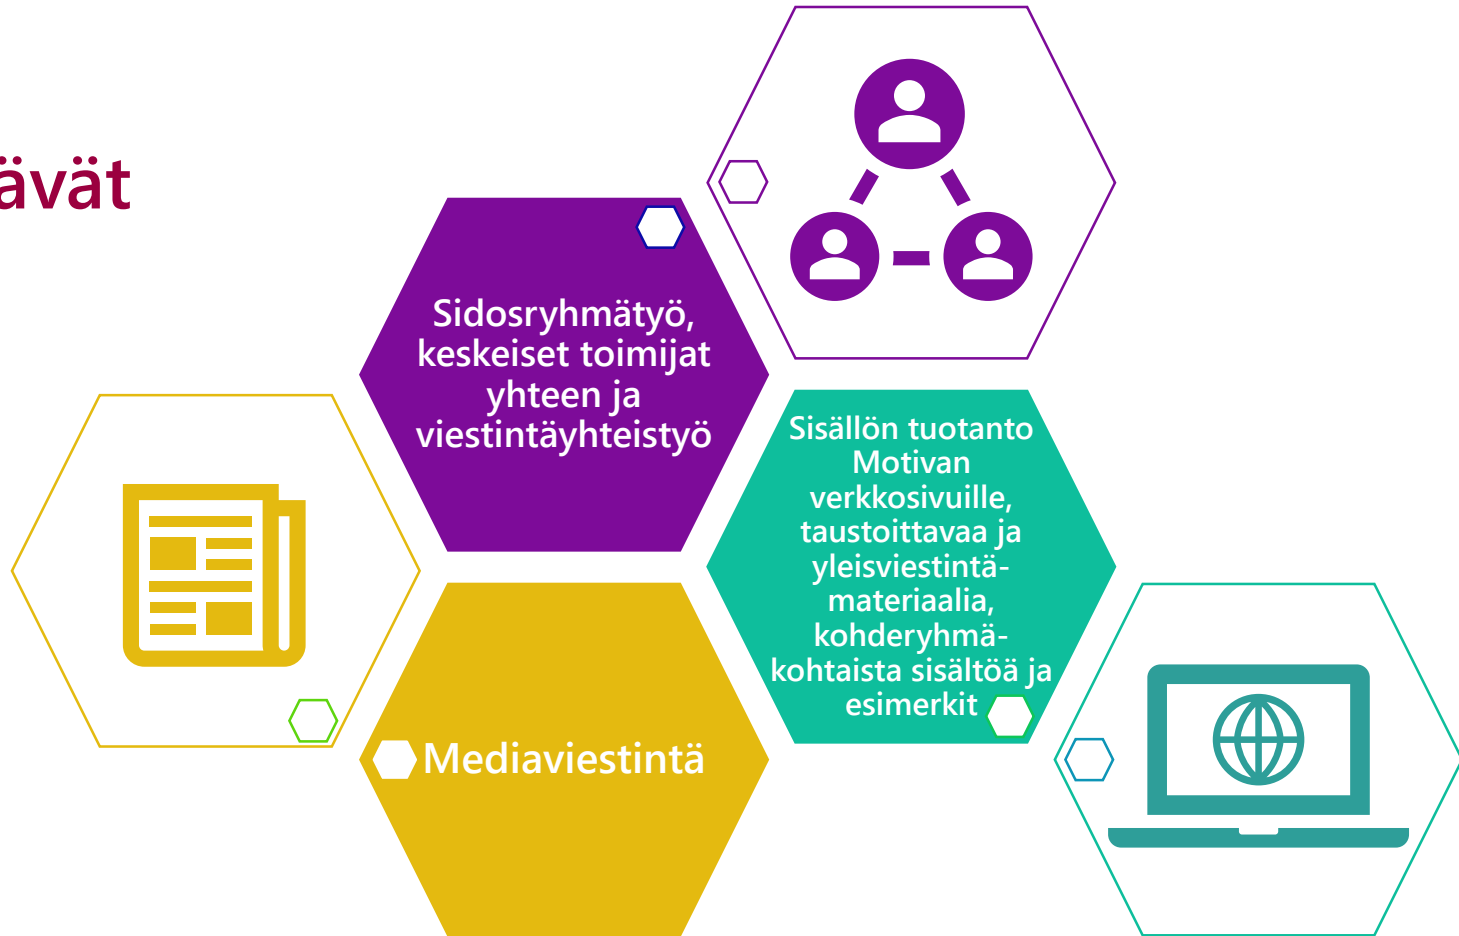 ävät
Sidosryhmätyö,
keskeiset toimijat
yhteen ja
viestintäyhteistyö
Sisällön tuotanto
Motivan
verkkosivuille,
taustoittavaa ja
yleisviestintä-
materiaalia,
kohderyhmä-
kohtaista sisältöä ja
esimerkit
Mediaviestintä